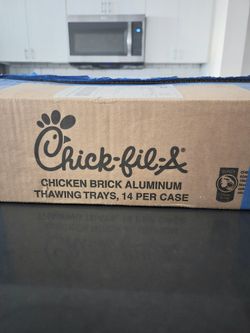 Chick-fil-A®
CHICKEN BRICK ALUMINUM
THAWING TRAYS, 14 PER CASE